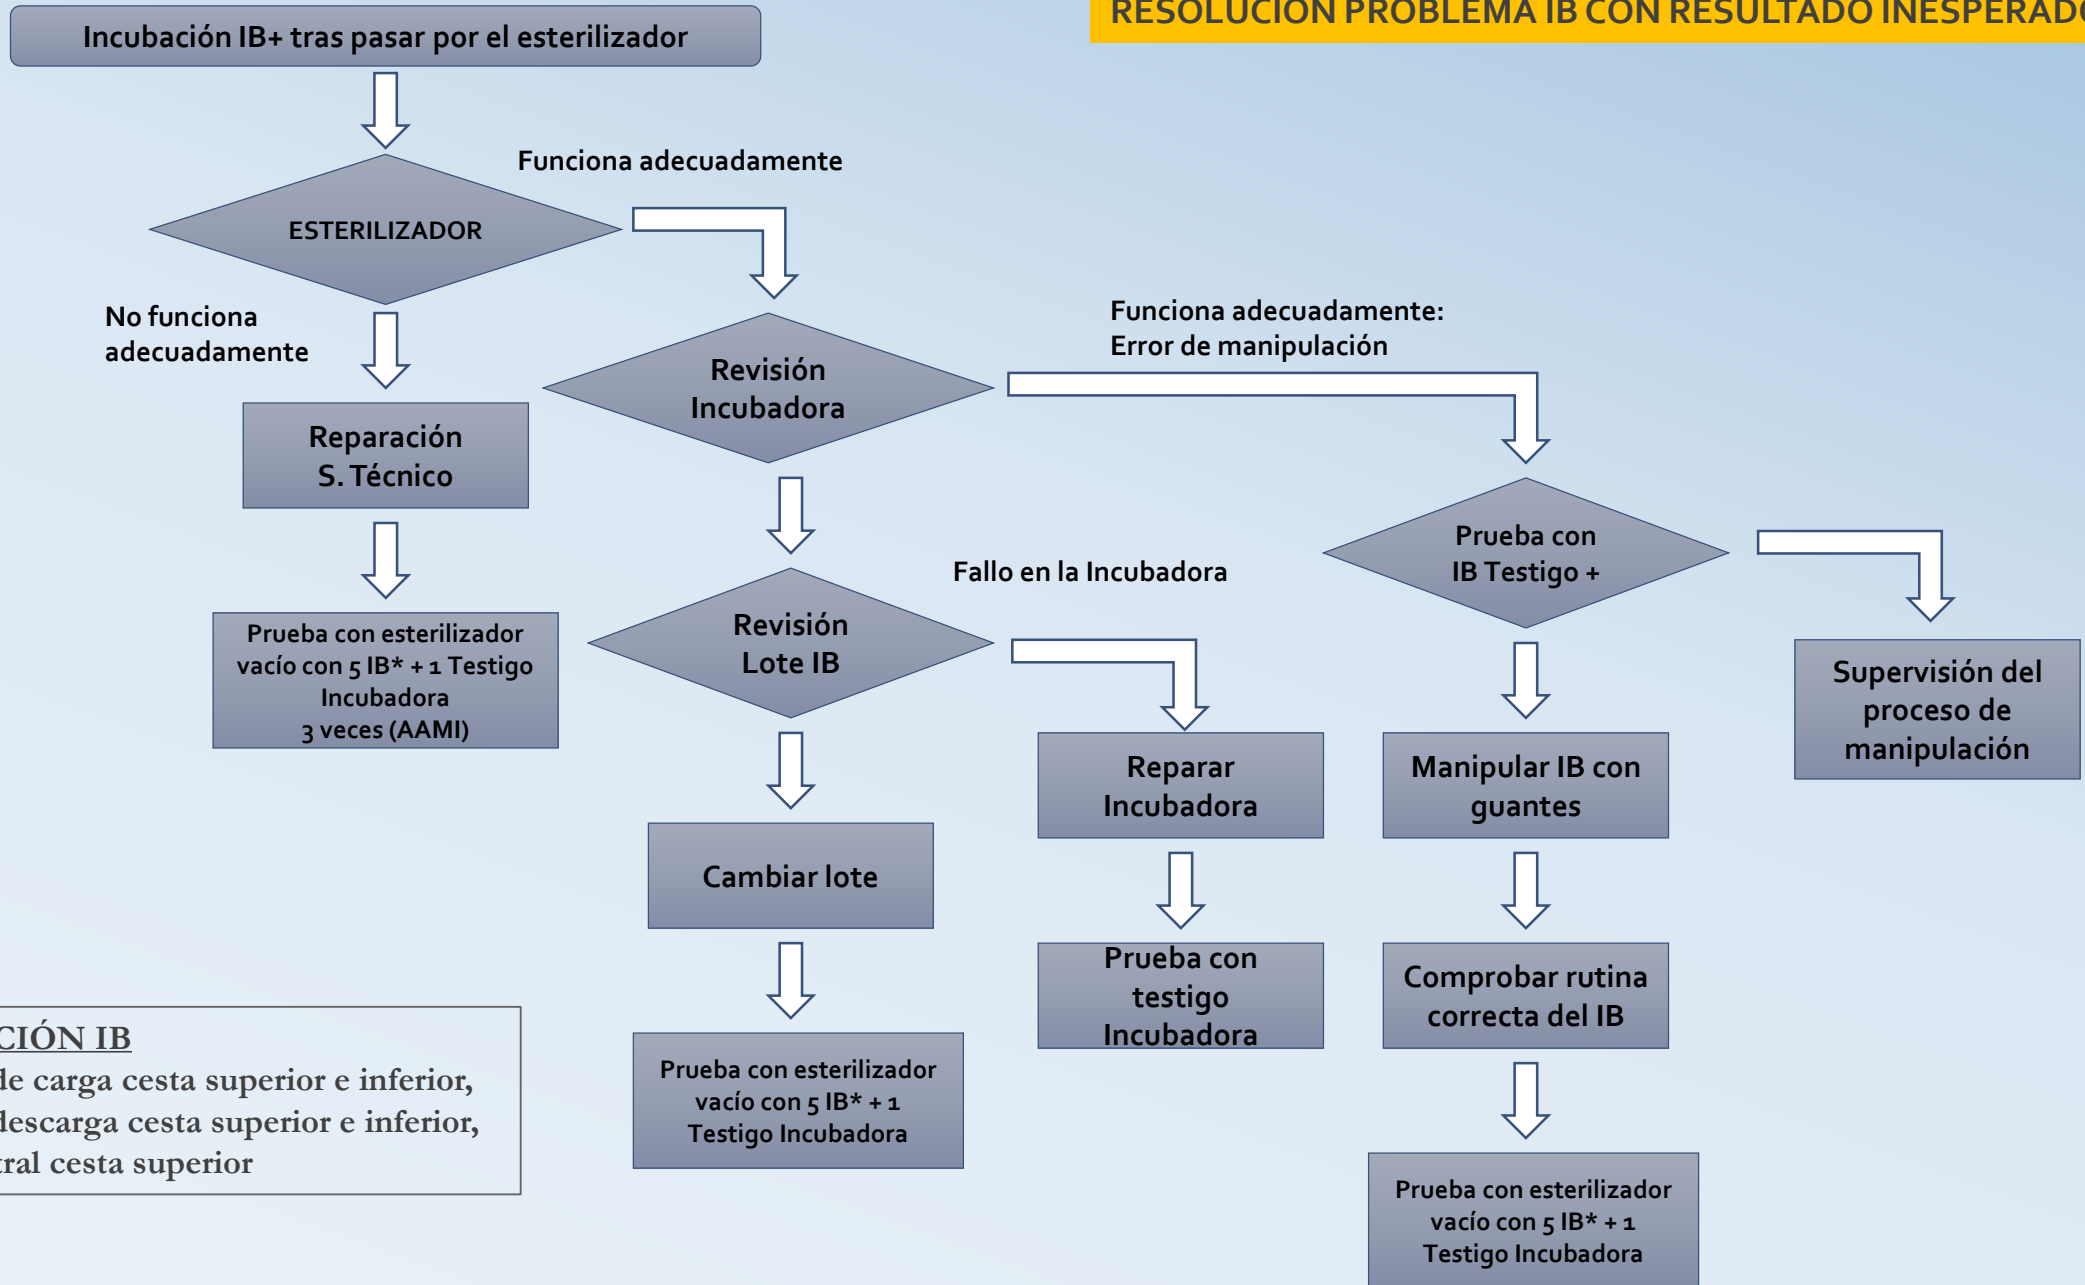 RESOLUCIÓN PROBLEMA IB CON RESULTADO INESPERADO
Incubación IB+ tras pasar por el esterilizador
Funciona adecuadamente
ESTERILIZADOR
No funciona
adecuadamente
Funciona adecuadamente:
Error de manipulación
Revisión
Incubadora
Reparación
S. Técnico
Prueba con
IB Testigo +
Fallo en la Incubadora
Revisión
Lote IB
Prueba con esterilizador
vacío con 5 IB* + 1 Testigo
Incubadora
3 veces (AAMI)
Supervisión del
proceso de
manipulación
Reparar
Incubadora
Manipular IB con
guantes
Cambiar lote
Prueba con
testigo
Incubadora
Comprobar rutina
correcta del IB
CIÓN IB
de carga cesta superior e inferior,
descarga cesta superior e inferior,
tral cesta superior
Prueba con esterilizador
vacío con 5 IB* + 1
Testigo Incubadora
Prueba con esterilizador
vacío con 5 IB* + 1
Testigo Incubadora